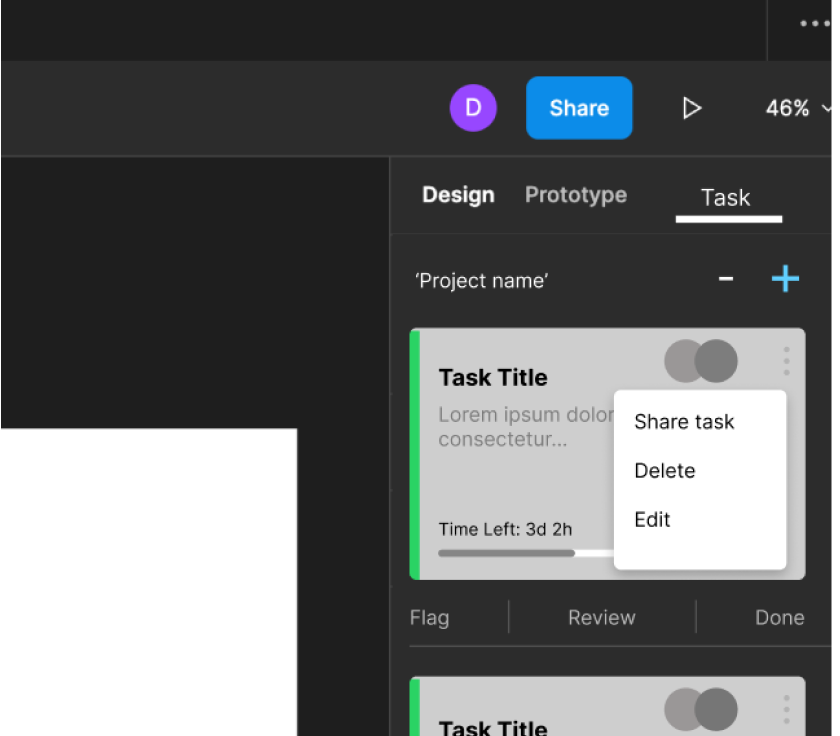 D
Share
46%
Design
Prototype
Task
‘Project name’
Task Title
Lorem ipsum dolor
consectetur...
Share task
Delete
Edit
Time Left: 3d 2h
Flag
Review
Done
Task Title